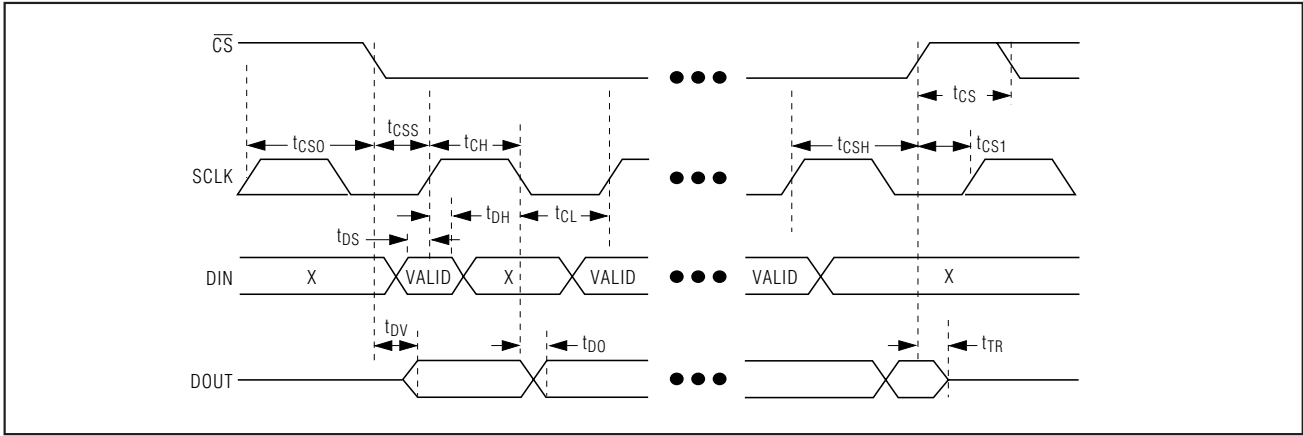 CS
tCS
tCSO tCSS tCH tCSH tCS1
SCLK
tDH tCL
tDS
DIN X VALID X VALID VALID X
tDV tDO tTR
DOUT